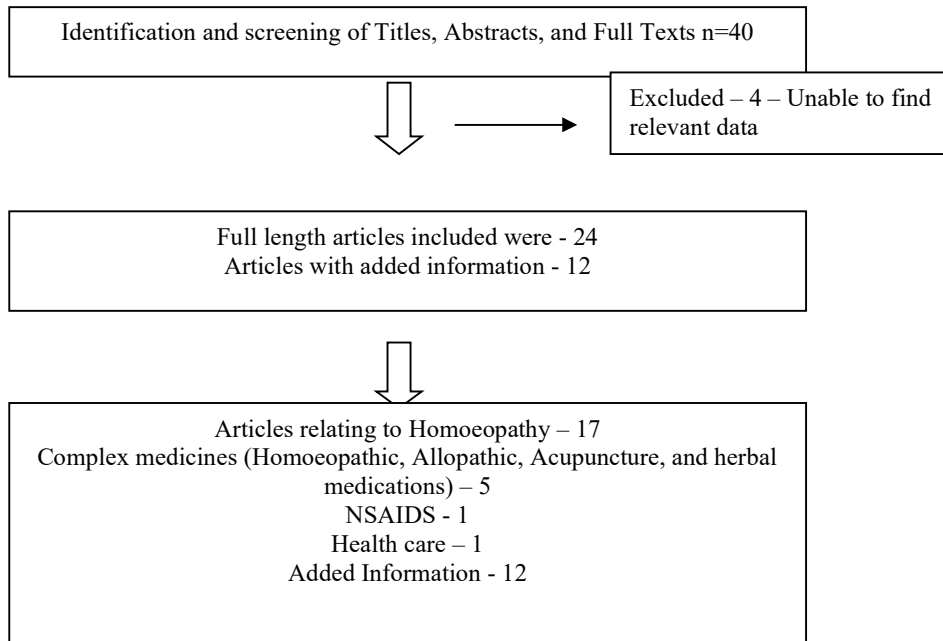 Identification and screening of Titles, Abstracts, and Full Texts n=40
Excluded – 4 – Unable to find
relevant data
Full length articles included were - 24
Articles with added information - 12
Articles relating to Homoeopathy – 17
Complex medicines (Homoeopathic, Allopathic, Acupuncture, and herbal
medications) – 5
NSAIDS - 1
Health care – 1
Added Information - 12